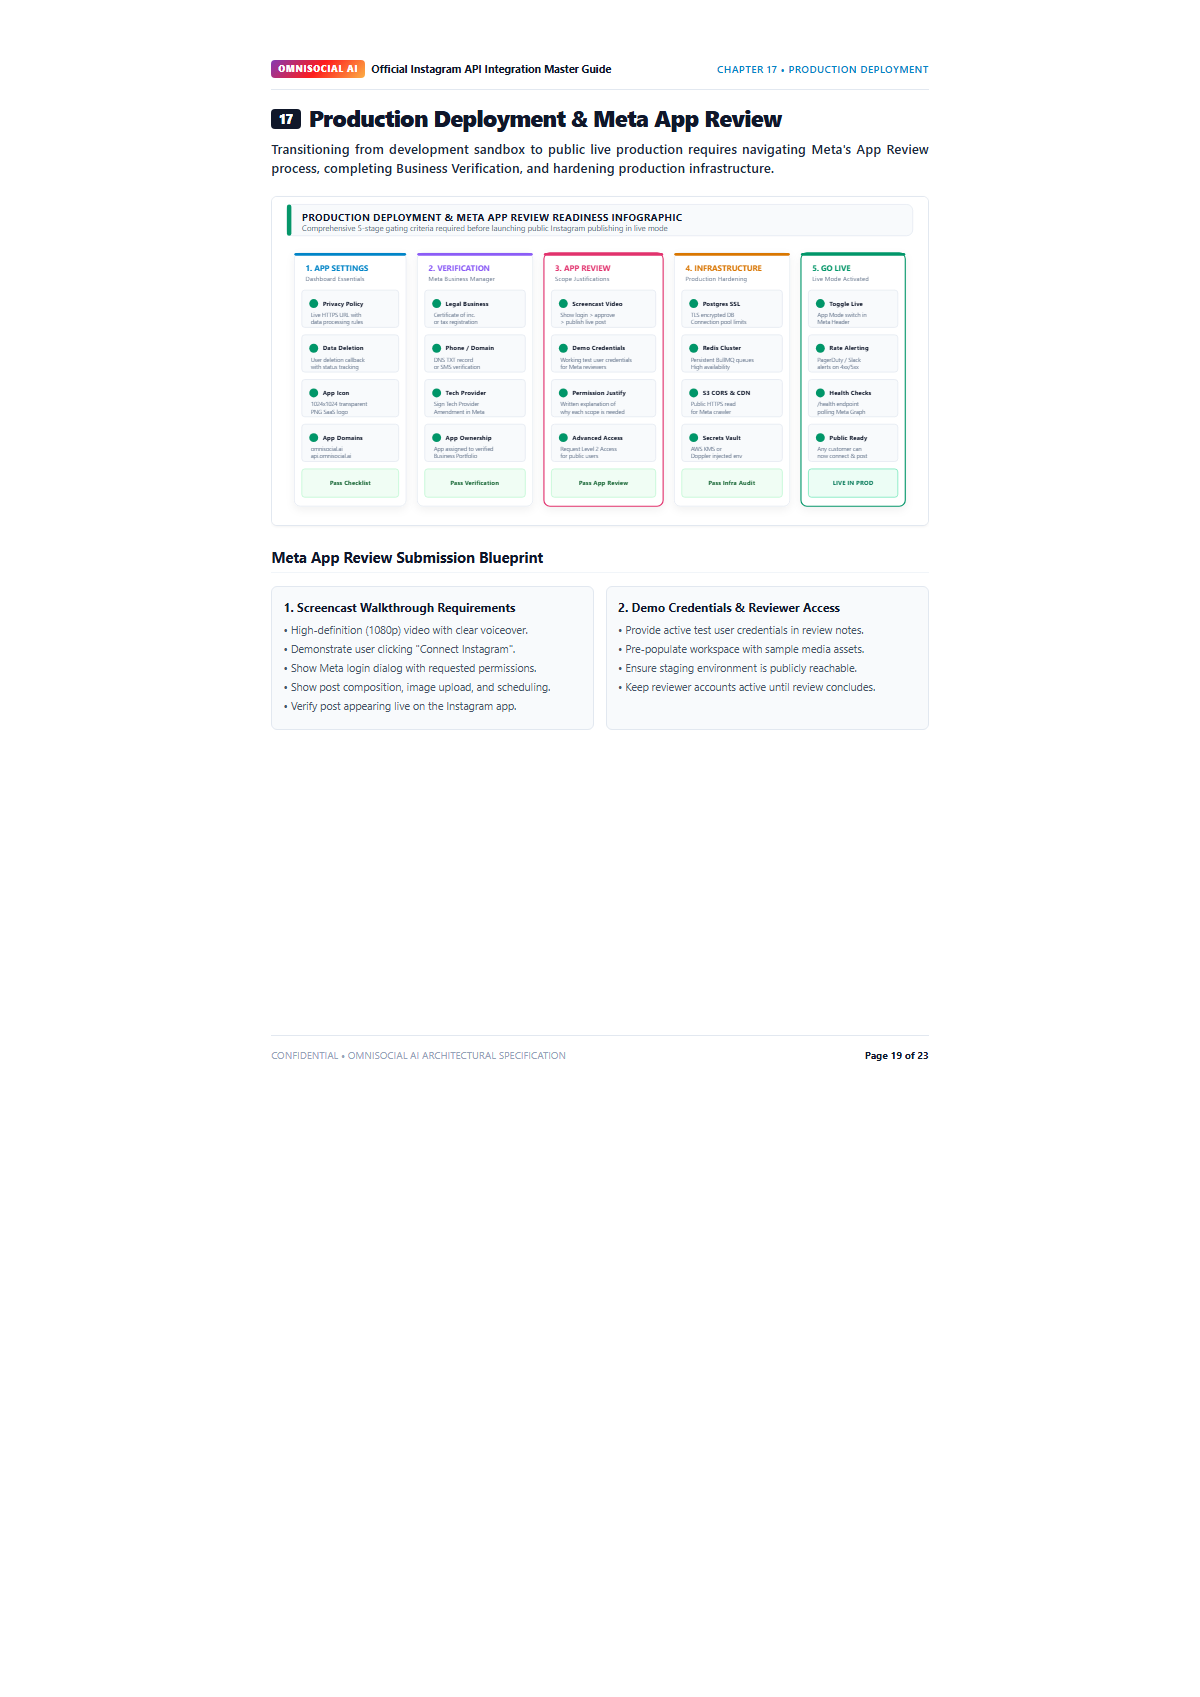 OMNISOCIAL AI Official Instagram API Integration Master Guide
CHAPTER 17 • PRODUCTION DEPLOYMENT
17 Production Deployment & Meta App Review
Transitioning from development sandbox to public live production requires navigating Meta's App Review
process, completing Business Verification, and hardening production infrastructure.
PRODUCTION DEPLOYMENT & META APP REVIEW READINESS INFOGRAPHIC
Comprehensive 5-stage gating criteria required before launching public Instagram publishing in live mode
1. APP SETTINGS
Dashboard Essentials
Privacy Policy
Live HTTPS URL with
data processing rules
Data Deletion
User deletion callback
with status tracking
App Icon
1024x1024 transparent
PNG SaaS logo
App Domains
omnisocial.ai
api.omnisocial.ai
Pass Checklist
2. VERIFICATION
Meta Business Manager
Legal Business
Certificate of inc.
or tax registration
Phone / Domain
DNS TXT record
or SMS verification
Tech Provider
Sign Tech Provider
Amendment in Meta
App Ownership
App assigned to verified
Business Portfolio
Pass Verification
3. APP REVIEW
Scope Justifications
Screencast Video
Show login > approve
> publish live post
Demo Credentials
Working test user credentials
for Meta reviewers
Permission Justify
Written explanation of
why each scope is needed
Advanced Access
Request Level 2 Access
for public users
Pass App Review
4. INFRASTRUCTURE
Production Hardening
Postgres SSL
TLS encrypted DB
Connection pool limits
Redis Cluster
Persistent BullMQ queues
High availability
S3 CORS & CDN
Public HTTPS read
for Meta crawler
Secrets Vault
AWS KMS or
Doppler injected env
Pass Infra Audit
5. GO LIVE
Live Mode Activated
Toggle Live
App Mode switch in
Meta Header
Rate Alerting
PagerDuty / Slack
alerts on 4xx/5xx
Health Checks
/health endpoint
polling Meta Graph
Public Ready
Any customer can
now connect & post
LIVE IN PROD
Meta App Review Submission Blueprint
1. Screencast Walkthrough Requirements
• High-definition (1080p) video with clear voiceover.
• Demonstrate user clicking "Connect Instagram".
• Show Meta login dialog with requested permissions.
• Show post composition, image upload, and scheduling.
• Verify post appearing live on the Instagram app.
2. Demo Credentials & Reviewer Access
• Provide active test user credentials in review notes.
• Pre-populate workspace with sample media assets.
• Ensure staging environment is publicly reachable.
• Keep reviewer accounts active until review concludes.
CONFIDENTIAL • OMNISOCIAL AI ARCHITECTURAL SPECIFICATION
Page 19 of 23